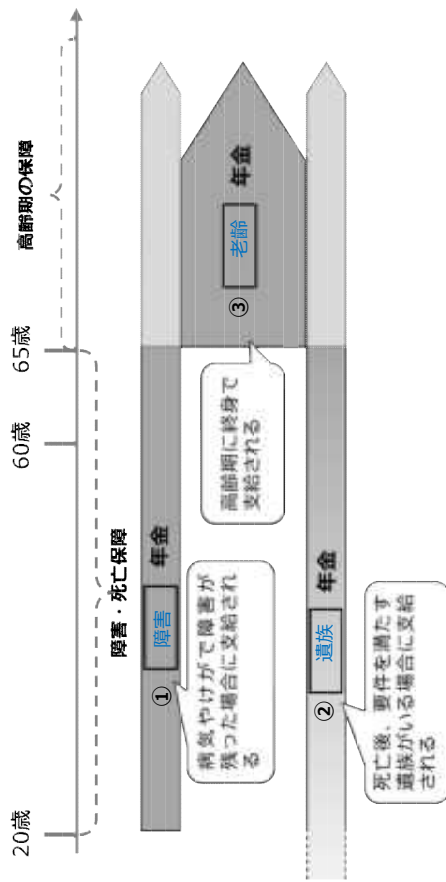 20歳
60歳
65歳
高齢期の保障
障害・死亡保障
① 障害 年金
病気やけがで障害が
残った場合に支給され
る
③ 老齢 年金
高齢期に終身で
支給される
② 遺族 年金
死亡後、要件を満たす
遺族がいる場合に支給
される